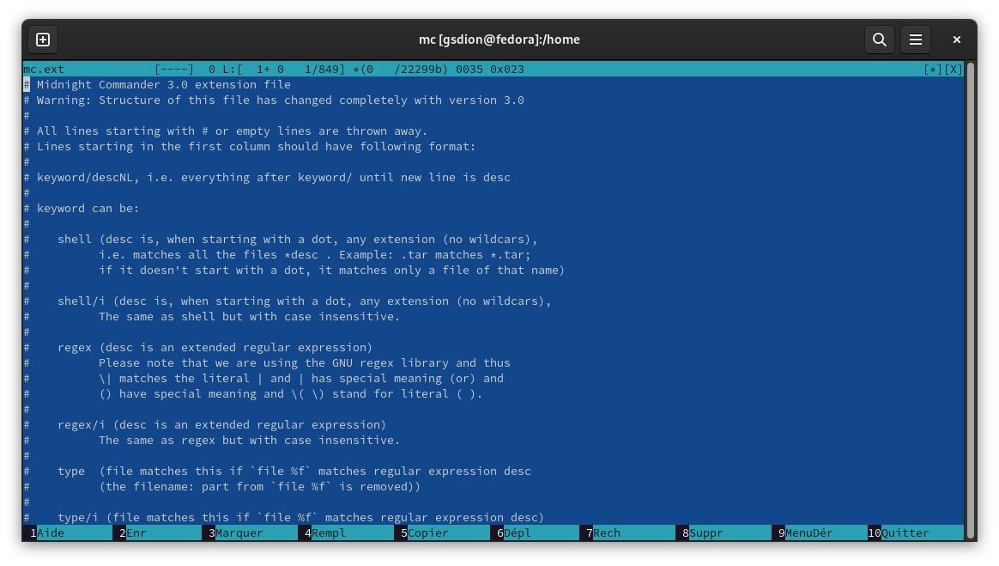 mc [gsdion@fedora]:/home
mc.ext             [----]  0 L:[  1+ 0   1/849] *(0   /22299b) 0035 0x023                                                          [*][X]
# Midnight Commander 3.0 extension file
# Warning: Structure of this file has changed completely with version 3.0
#
# All lines starting with # or empty lines are thrown away.
# Lines starting in the first column should have following format:
#
# keyword/descNL, i.e. everything after keyword/ until new line is desc
#
# keyword can be:
#
#    shell (desc is, when starting with a dot, any extension (no wildcars),
#          i.e. matches all the files *desc . Example: .tar matches *.tar;
#          if it doesn't start with a dot, it matches only a file of that name)
#
#    shell/i (desc is, when starting with a dot, any extension (no wildcars),
#          The same as shell but with case insensitive.
#
#    regex (desc is an extended regular expression)
#          Please note that we are using the GNU regex library and thus
#          \| matches the literal | and | has special meaning (or) and
#          () have special meaning and \( \) stand for literal ( ).
#
#    regex/i (desc is an extended regular expression)
#          The same as regex but with case insensitive.
#
#    type  (file matches this if `file %f` matches regular expression desc
#          (the filename: part from `file %f` is removed))
#
#    type/i (file matches this if `file %f` matches regular expression desc)
1Aide 2Enr 3Marquer 4Rempl 5Copier 6Dépl 7Rech 8Suppr 9MenuDér 10Quitter